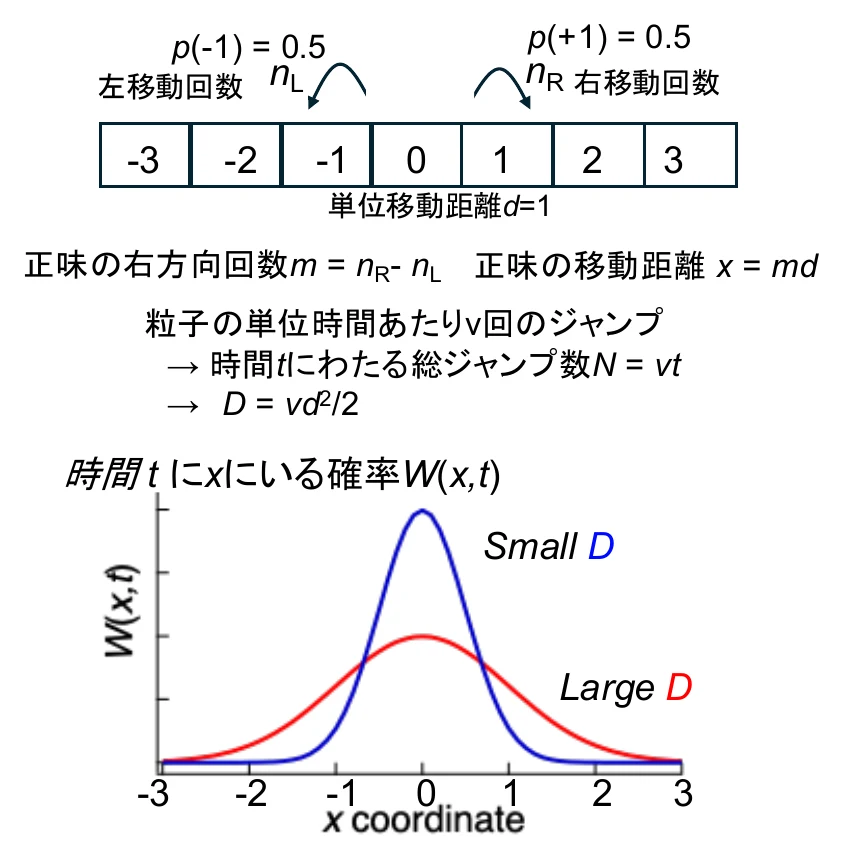 p(-1) = 0.5
p(+1) = 0.5
左移動回数 nL
nR 右移動回数
-3 -2 -1 0 1 2 3
単位移動距離d=1
正味の右方向回数m = nR- nL 正味の移動距離 x = md
粒子の単位時間あたりv回のジャンプ
→ 時間tにわたる総ジャンプ数N = vt
→ D = vd²/2
時間 t にxにいる確率W(x,t)
Small D
W(x,t)
Large D
-3 -2 -1 0 1 2 3
x coordinate